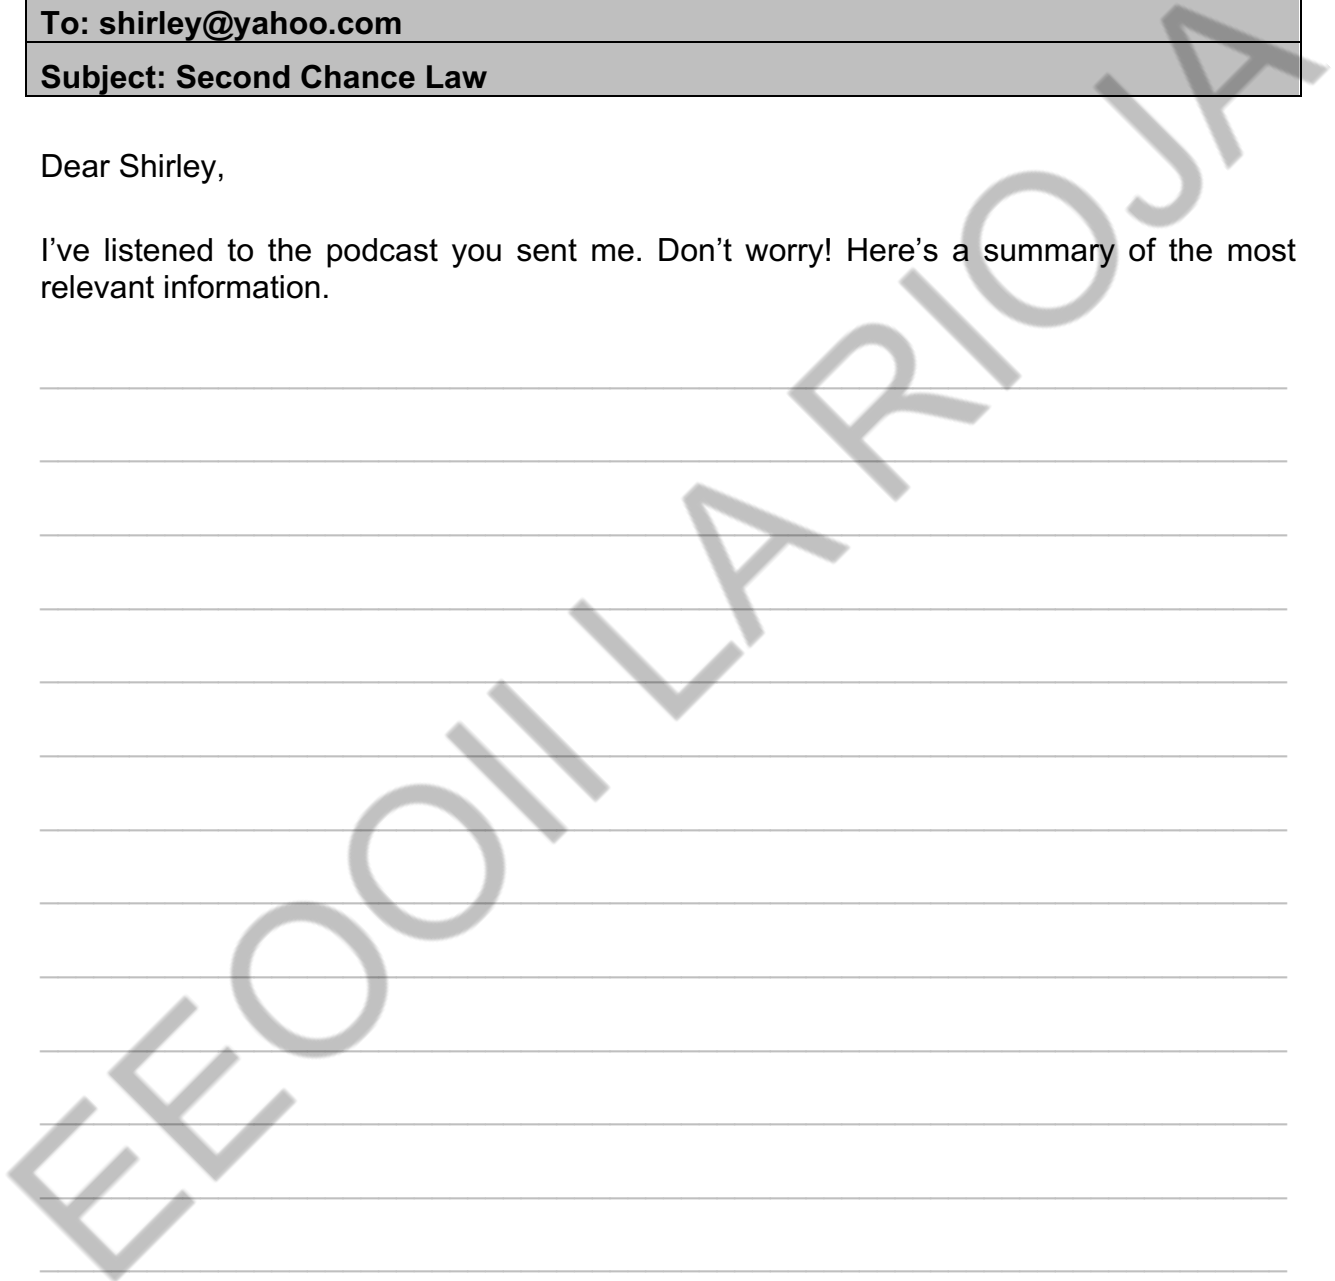 To: shirley@yahoo.com
Subject: Second Chance Law
Dear Shirley,
I’ve listened to the podcast you sent me. Don’t worry! Here’s a summary of the most
relevant information.
EEOOII LA RIOJA